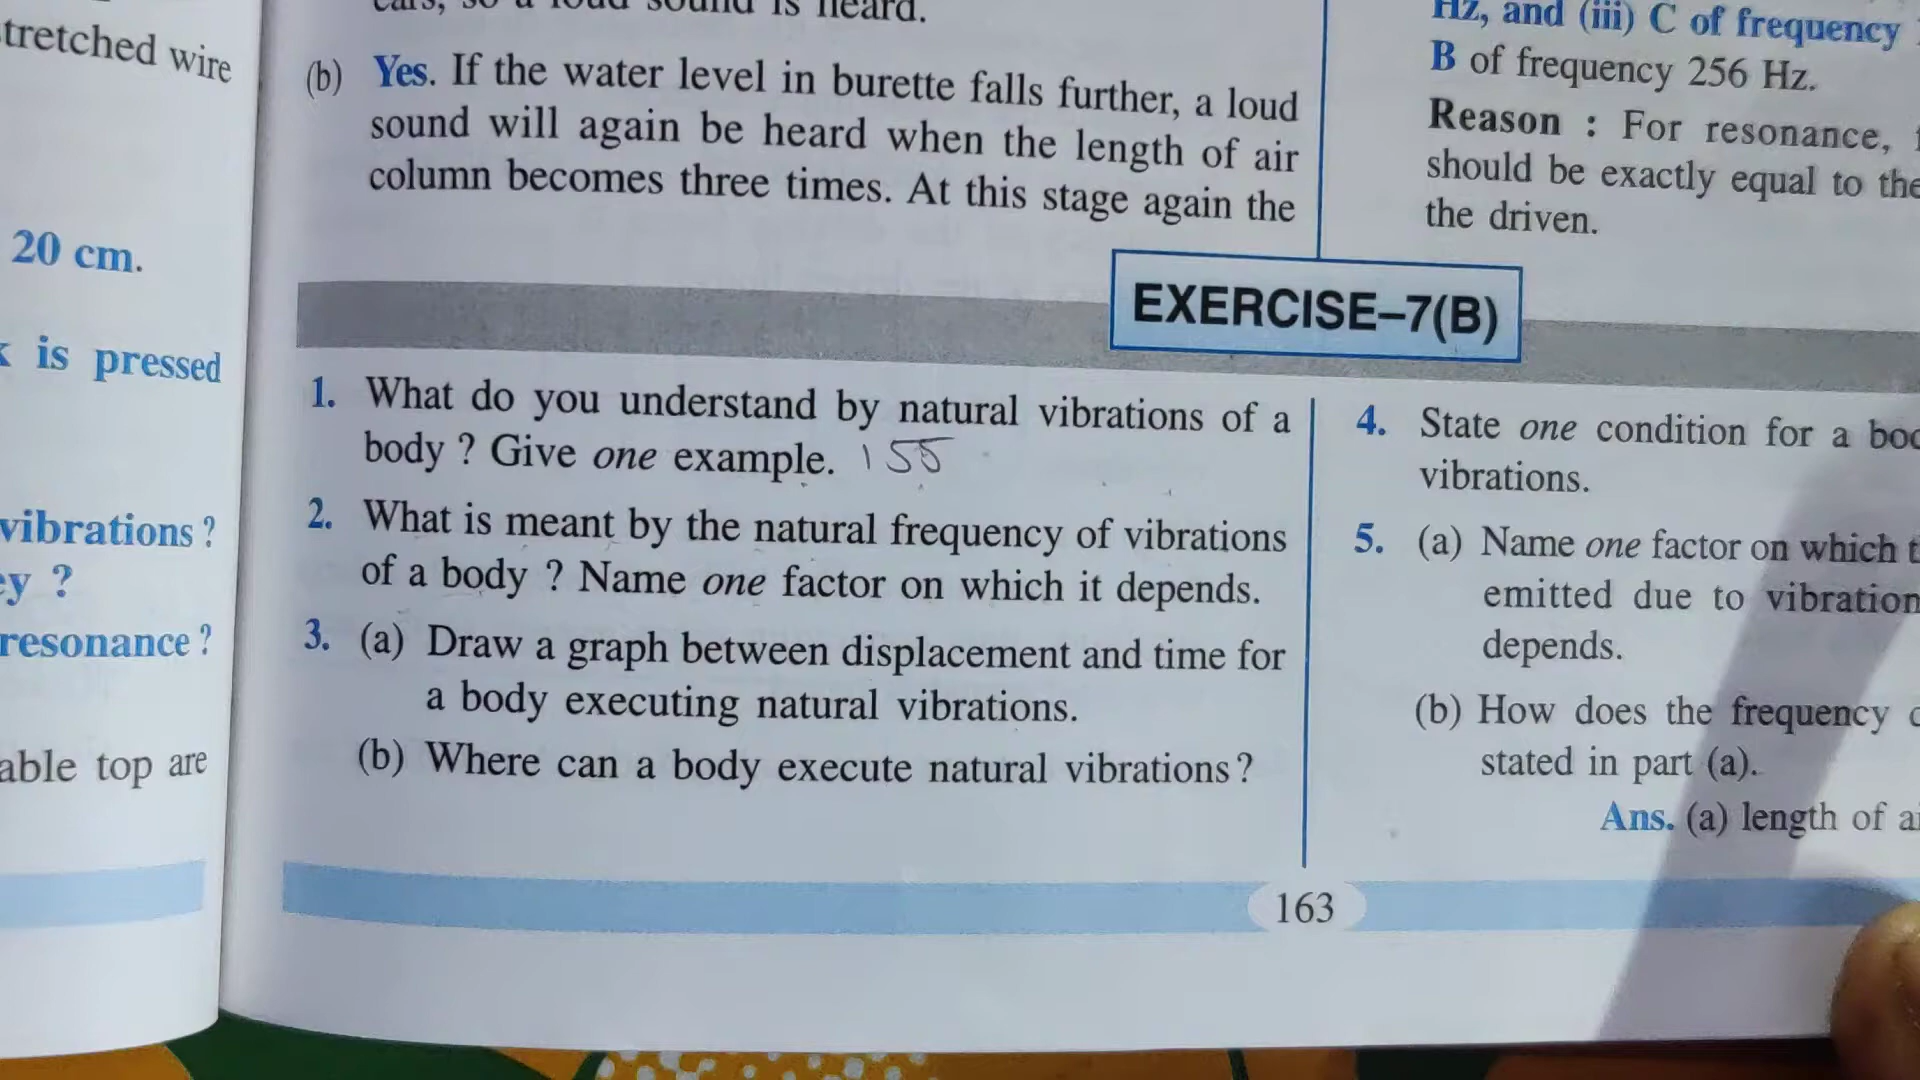 tretched wire
20 cm.
is pressed
vibrations ?
y ?
resonance ?
able top are
ears, so a loud sound is heard.
(b) Yes. If the water level in burette falls further, a loud
sound will again be heard when the length of air
column becomes three times. At this stage again the
Hz, and (iii) C of frequency
B of frequency 256 Hz.
Reason : For resonance,
should be exactly equal to the
the driven.
EXERCISE–7(B)
1. What do you understand by natural vibrations of a
body ? Give one example. 155
2. What is meant by the natural frequency of vibrations
of a body ? Name one factor on which it depends.
3. (a) Draw a graph between displacement and time for
a body executing natural vibrations.
(b) Where can a body execute natural vibrations ?
4. State one condition for a
vibrations.
5. (a) Name one factor on which
emitted due to vibration
depends.
(b) How does the frequency
stated in part (a).
Ans. (a) length of
163